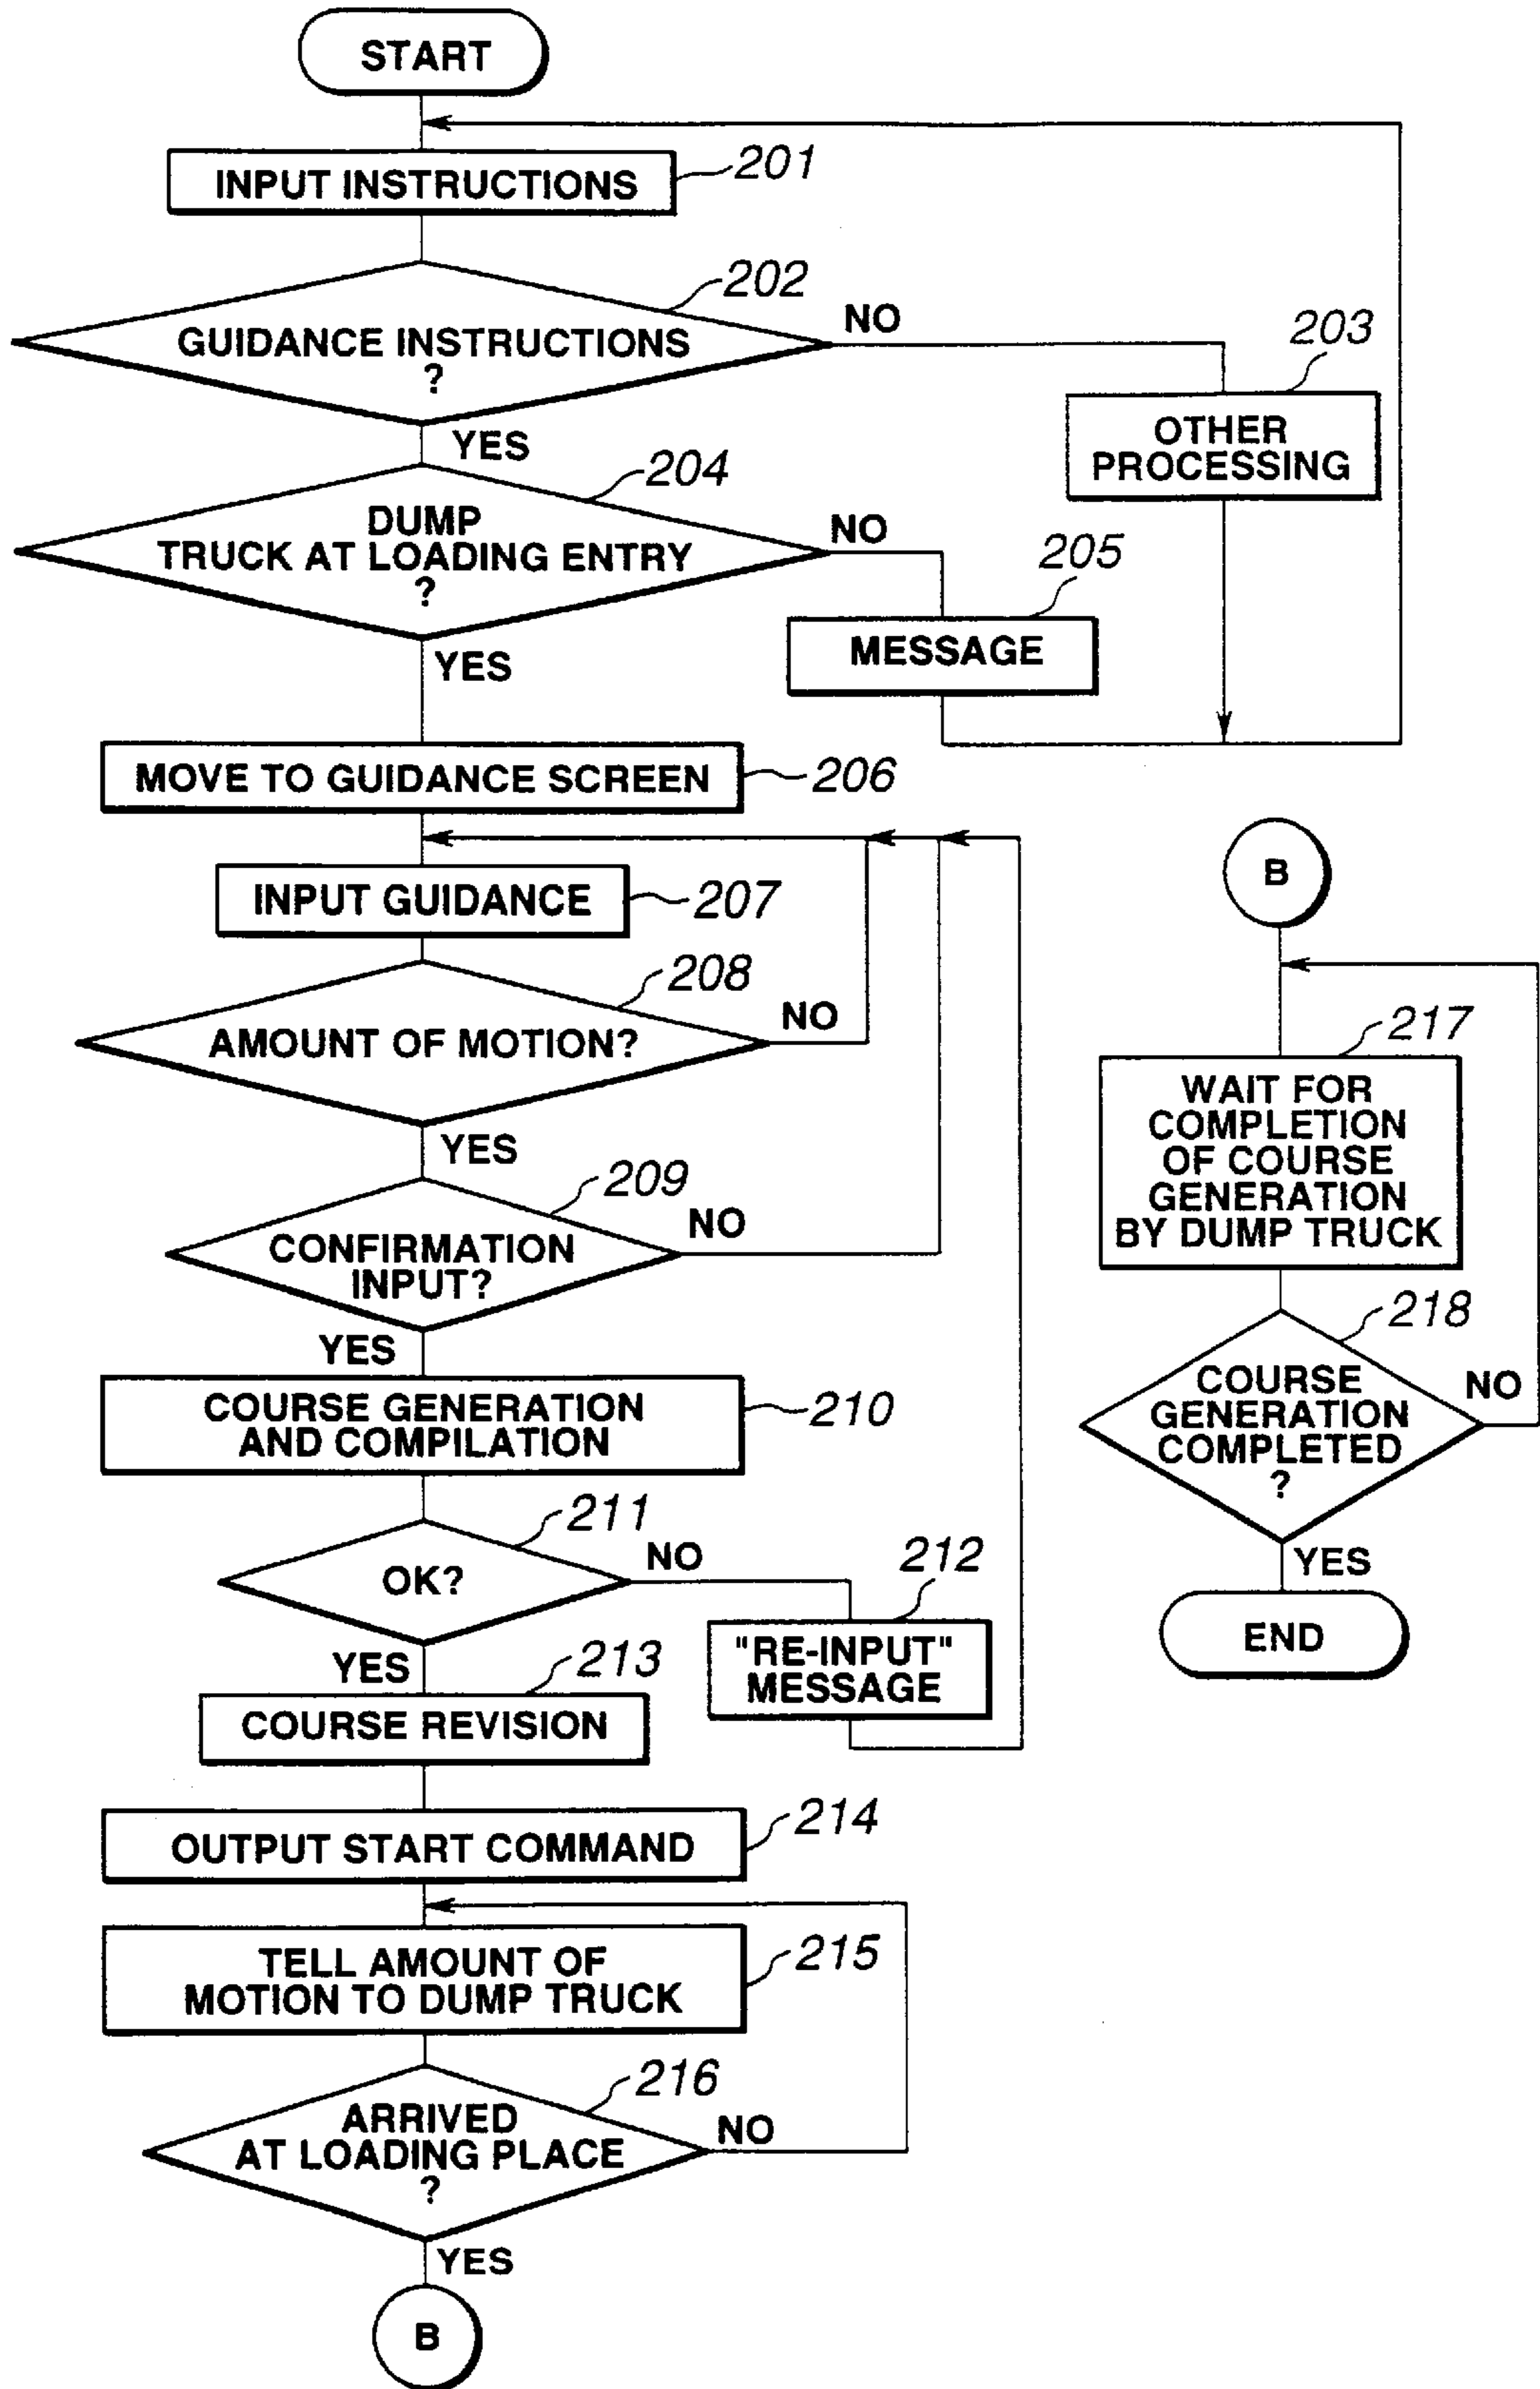 START
INPUT INSTRUCTIONS
201
GUIDANCE INSTRUCTIONS
?
202
NO
203
OTHER
PROCESSING
YES
204
DUMP
TRUCK AT LOADING ENTRY
?
NO
205
MESSAGE
YES
MOVE TO GUIDANCE SCREEN
206
INPUT GUIDANCE
207
208
AMOUNT OF MOTION?
NO
YES
209
CONFIRMATION
INPUT?
NO
YES
COURSE GENERATION
AND COMPILATION
210
211
OK?
NO
212
"RE-INPUT"
MESSAGE
YES
213
COURSE REVISION
OUTPUT START COMMAND
214
TELL AMOUNT OF
MOTION TO DUMP TRUCK
215
216
ARRIVED
AT LOADING PLACE
?
NO
YES
B
B
217
WAIT FOR
COMPLETION
OF COURSE
GENERATION
BY DUMP TRUCK
218
COURSE
GENERATION
COMPLETED
?
NO
YES
END